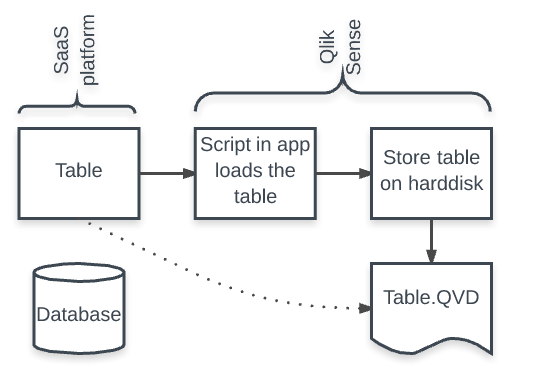 SaaS
platform
Qlik
Sense
Table
Script in app
loads the
table
Store table
on harddisk
Database
Table.QVD